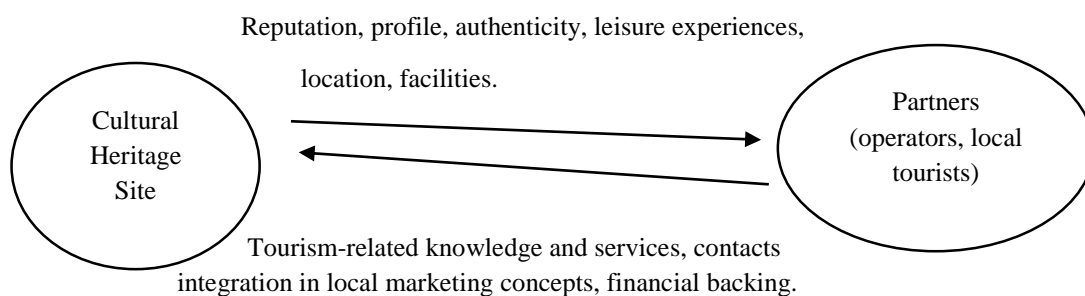 Reputation, profile, authenticity, leisure experiences,
location, facilities.
Cultural
Heritage
Site
Partners
(operators, local
tourists)
Tourism-related knowledge and services, contacts
integration in local marketing concepts, financial backing.